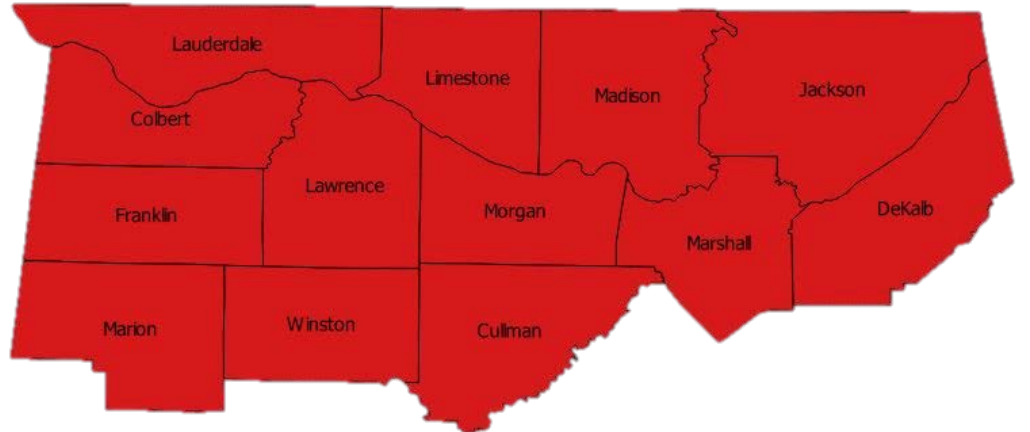 Lauderdale
Limestone
Madison
Jackson
Colbert
Lawrence
Franklin
Morgan
DeKalb
Marshall
Marion
Winston
Cullman